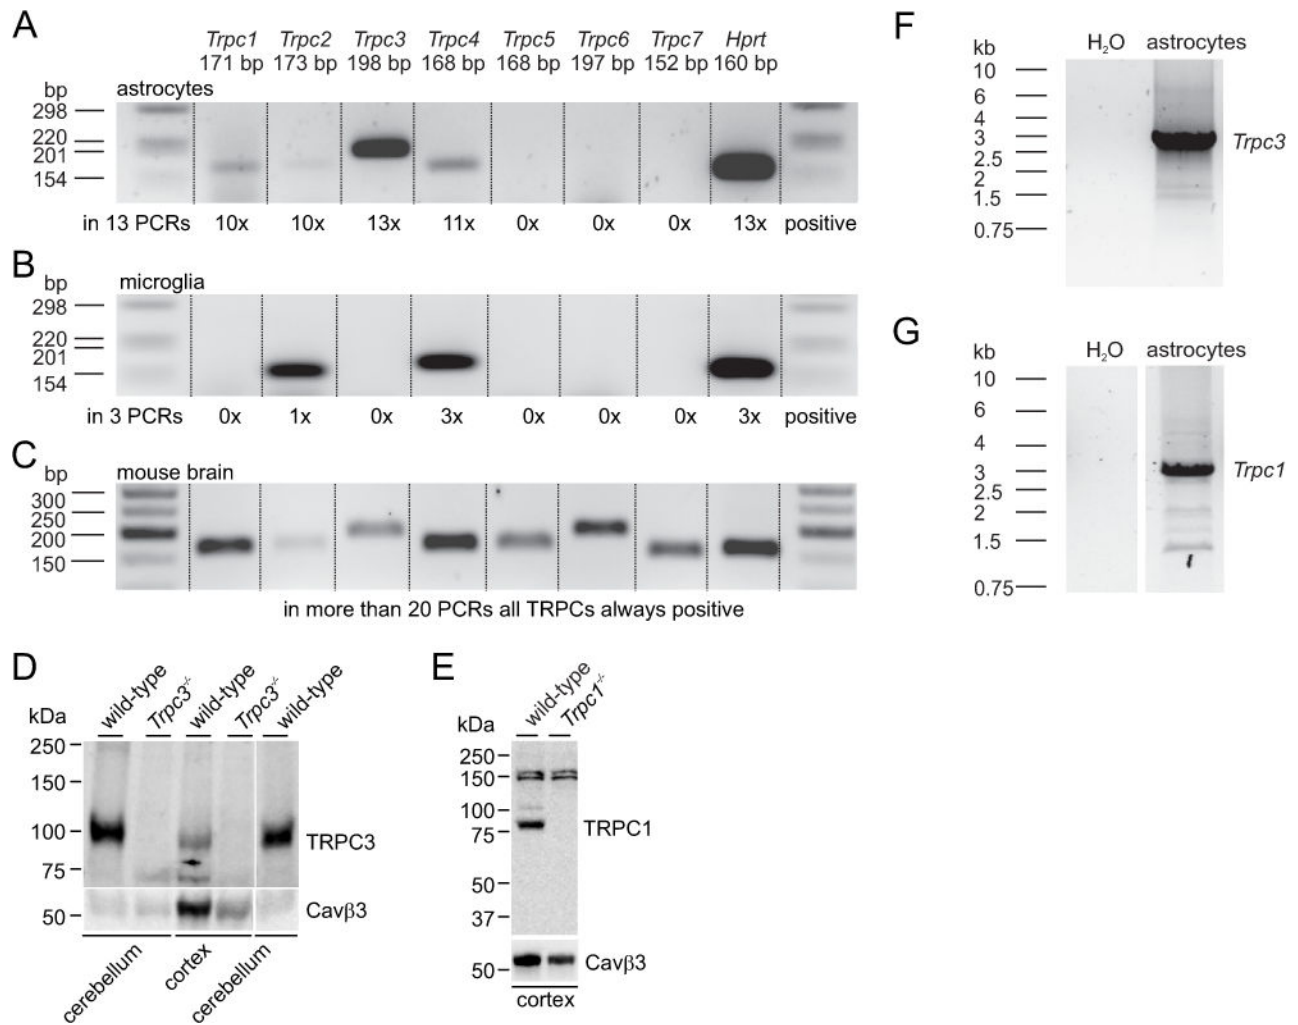 A
Trpc1 Trpc2 Trpc3 Trpc4 Trpc5 Trpc6 Trpc7 Hprt
171 bp 173 bp 198 bp 168 bp 168 bp 197 bp 152 bp 160 bp
bp astrocytes
298
220
201
154
in 13 PCRs 10x 10x 13x 11x 0x 0x 0x 13x positive
B
bp microglia
298
220
201
154
in 3 PCRs 0x 1x 0x 3x 0x 0x 0x 3x positive
C
bp mouse brain
300
250
200
150
in more than 20 PCRs all TRPCs always positive
D
wild-type Trpc3-/- wild-type Trpc3-/- wild-type
kDa
250
150
100
TRPC3
75
50 Cavβ3
cerebellum cortex cerebellum
E
wild-type Trpc1-/-
kDa
250
150
100
75 TRPC1
50
37
50 Cavβ3
cortex
F
kb H2O astrocytes
10
6
4
3 Trpc3
2.5
2
1.5
0.75
G
kb H2O astrocytes
10
6
4
3 Trpc1
2.5
2
1.5
0.75